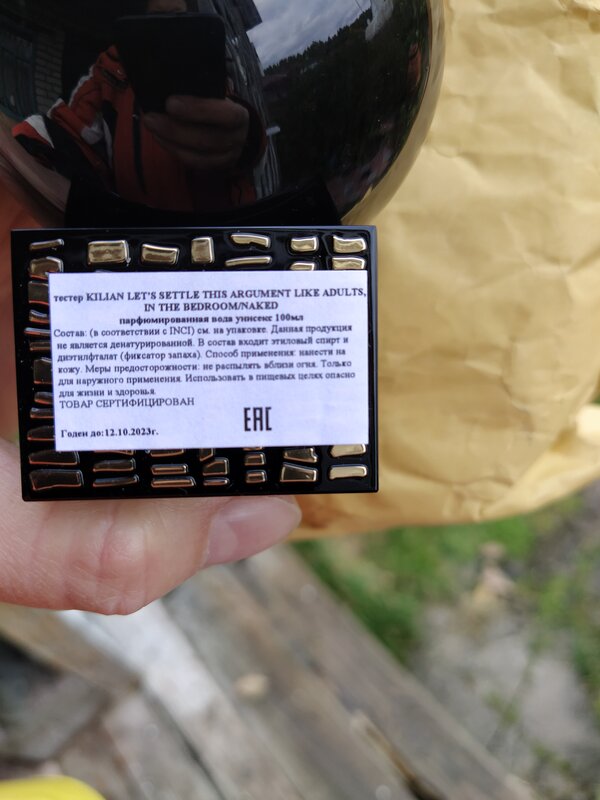 тестер KILIAN LET'S SETTLE THIS ARGUMENT LIKE ADULTS,
IN THE BEDROOM/NAKED
парфюмированная вода унисекс 100мл
Состав: (в соответствии с INCI) см. на упаковке. Данная продукция
не является денатурированной. В состав входит этиловый спирт и
диэтилфталат (фиксатор запаха). Способ применения: нанести на
кожу. Меры предосторожности: не распылять вблизи огня. Только
для наружного применения. Использовать в пищевых целях опасно
для жизни и здоровья.
ТОВАР СЕРТИФИЦИРОВАН
EAC
Годен до:12.10.2023г.